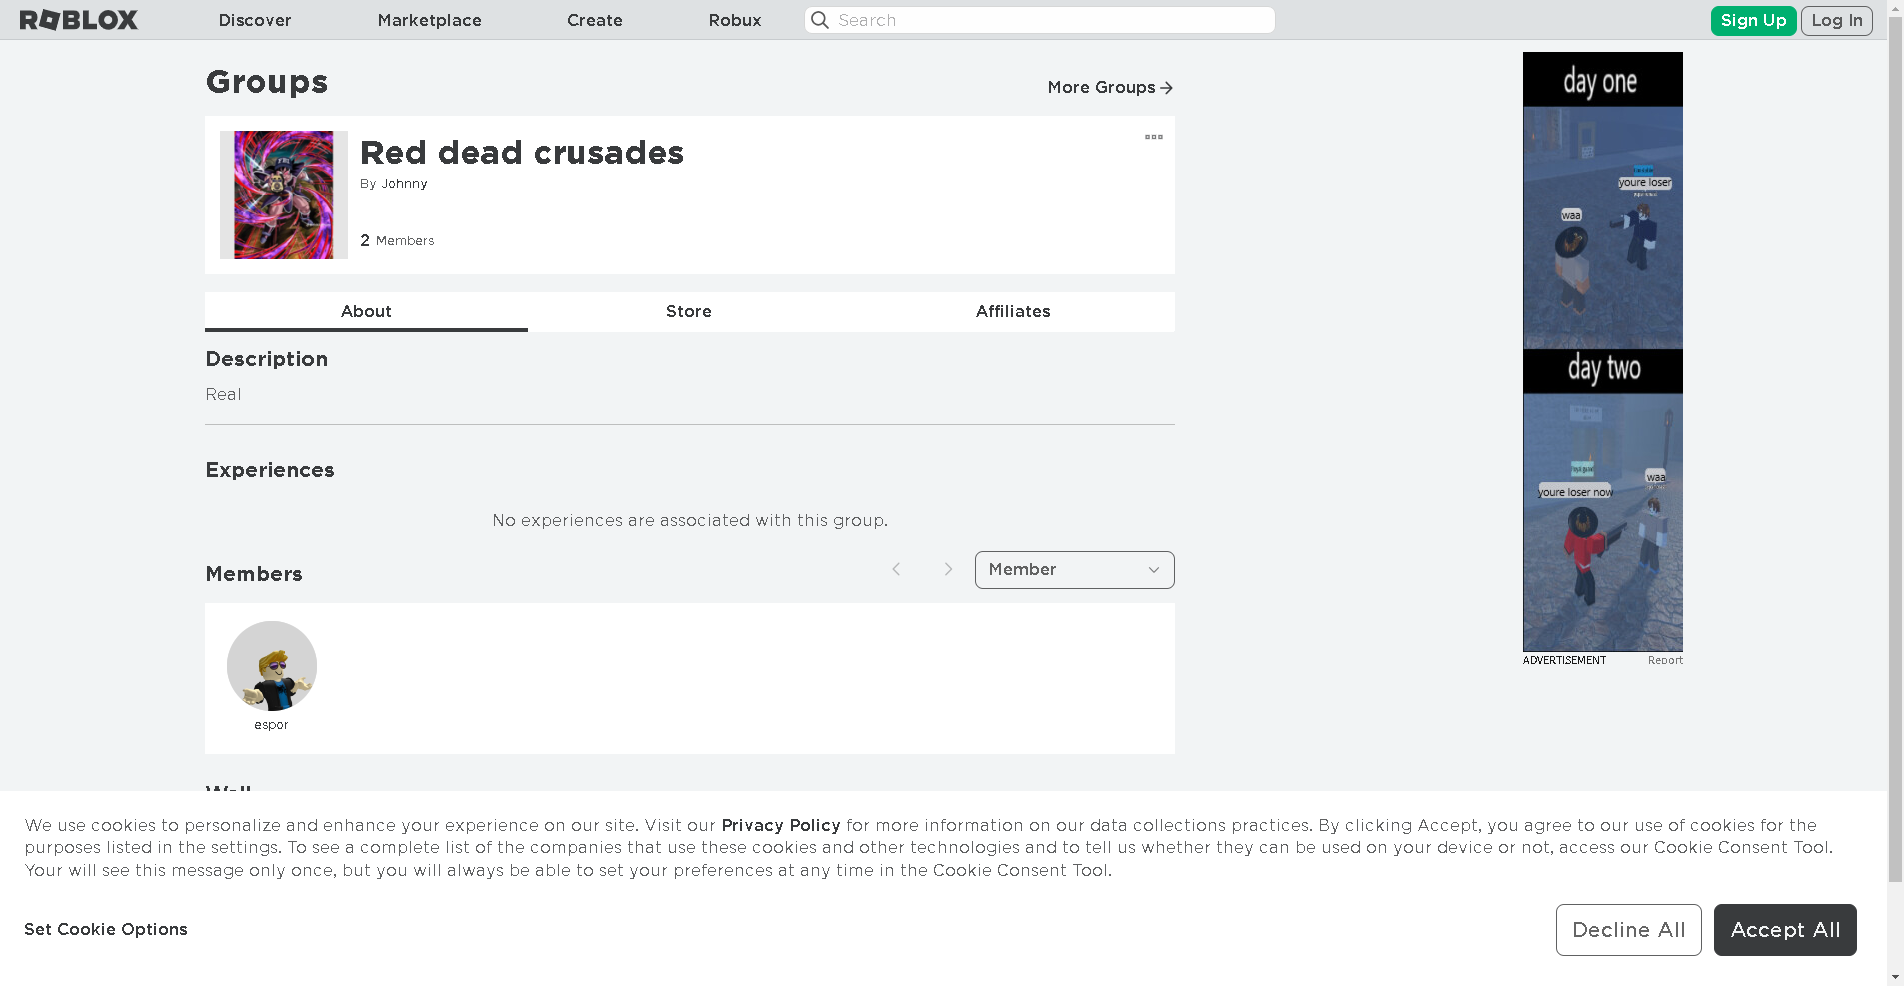 ROBLOX Discover Marketplace Create Robux Search Sign Up Log In
Groups
More Groups
Red dead crusades
By Johnny
2 Members
About Store Affiliates
Description
Real
Experiences
No experiences are associated with this group.
Members
Member
espor
day one
youre loser
waa
day two
waa
youre loser now
ADVERTISEMENT Report
We use cookies to personalize and enhance your experience on our site. Visit our Privacy Policy for more information on our data collections practices. By clicking Accept, you agree to our use of cookies for the
purposes listed in the settings. To see a complete list of the companies that use these cookies and other technologies and to tell us whether they can be used on your device or not, access our Cookie Consent Tool.
Your will see this message only once, but you will always be able to set your preferences at any time in the Cookie Consent Tool.
Set Cookie Options
Decline All Accept All